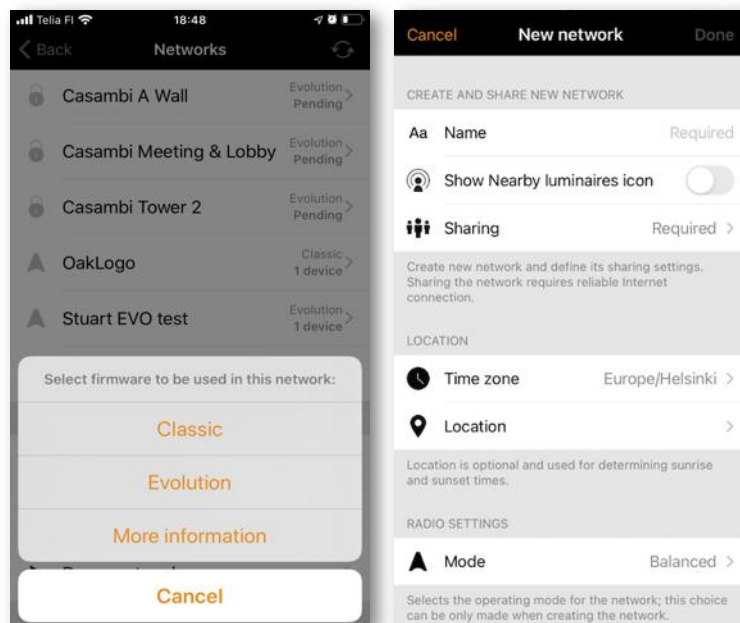 Telia FI
18:48
Back
Networks
Casambi A Wall
Evolution
Pending
Casambi Meeting & Lobby
Evolution
Pending
Casambi Tower 2
Evolution
Pending
OakLogo
Classic
1 device
Stuart EVO test
Evolution
1 device
Select firmware to be used in this network:
Classic
Evolution
More information
Cancel
Cancel
New network
Done
CREATE AND SHARE NEW NETWORK
Aa Name
Required
Show Nearby luminaires icon
Sharing
Required
Create new network and define its sharing settings.
Sharing the network requires reliable Internet
connection.
LOCATION
Time zone
Europe/Helsinki
Location
Location is optional and used for determining sunrise
and sunset times.
RADIO SETTINGS
Mode
Balanced
Selects the operating mode for the network; this choice
can be only made when creating the network.